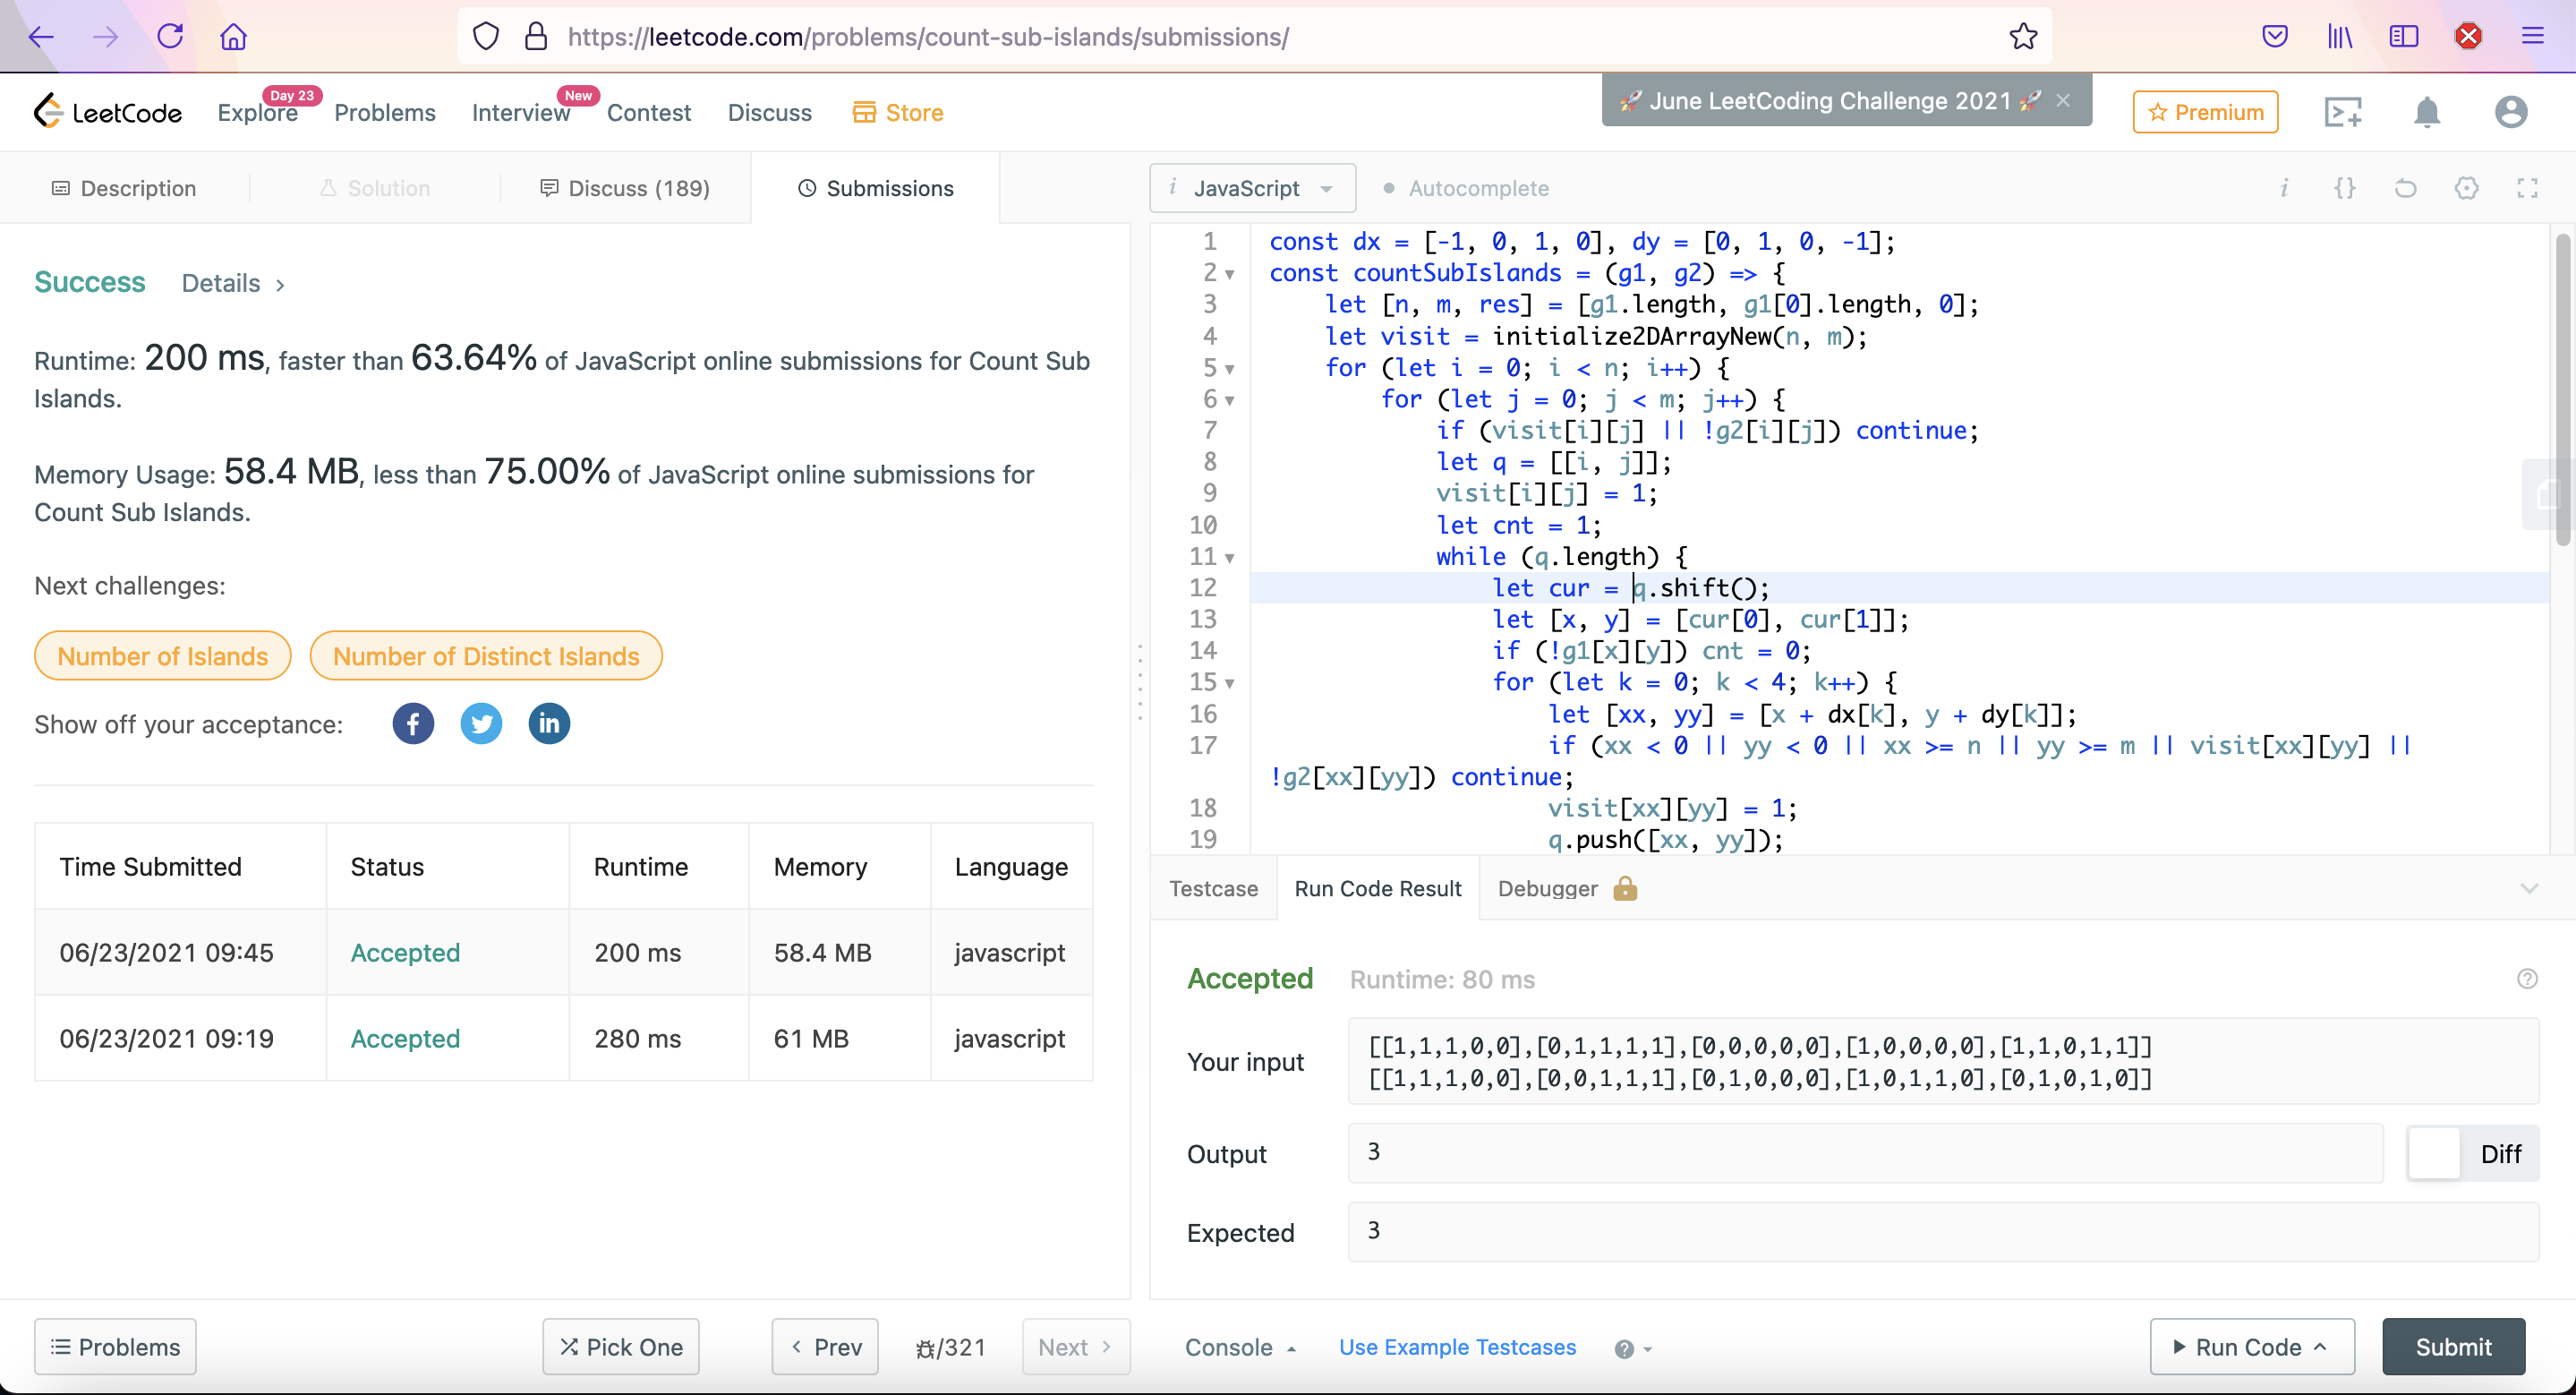 https://leetcode.com/problems/count-sub-islands/submissions/
LeetCode
Explore
Day 23
Problems
Interview
New
Contest
Discuss
Store
🚀 June LeetCoding Challenge 2021 🚀
Premium
Description
Solution
Discuss (189)
Submissions
i JavaScript
Autocomplete
Success Details
Runtime: 200 ms, faster than 63.64% of JavaScript online submissions for Count Sub
Islands.
Memory Usage: 58.4 MB, less than 75.00% of JavaScript online submissions for
Count Sub Islands.
Next challenges:
Number of Islands
Number of Distinct Islands
Show off your acceptance:
Time Submitted Status Runtime Memory Language
06/23/2021 09:45 Accepted 200 ms 58.4 MB javascript
06/23/2021 09:19 Accepted 280 ms 61 MB javascript
1 const dx = [-1, 0, 1, 0], dy = [0, 1, 0, -1];
2 const countSubIslands = (g1, g2) => {
3 let [n, m, res] = [g1.length, g1[0].length, 0];
4 let visit = initialize2DArrayNew(n, m);
5 for (let i = 0; i < n; i++) {
6 for (let j = 0; j < m; j++) {
7 if (visit[i][j] || !g2[i][j]) continue;
8 let q = [[i, j]];
9 visit[i][j] = 1;
10 let cnt = 1;
11 while (q.length) {
12 let cur = q.shift();
13 let [x, y] = [cur[0], cur[1]];
14 if (!g1[x][y]) cnt = 0;
15 for (let k = 0; k < 4; k++) {
16 let [xx, yy] = [x + dx[k], y + dy[k]];
17 if (xx < 0 || yy < 0 || xx >= n || yy >= m || visit[xx][yy] ||
!g2[xx][yy]) continue;
18 visit[xx][yy] = 1;
19 q.push([xx, yy]);
Testcase
Run Code Result
Debugger
Accepted Runtime: 80 ms
Your input
[[1,1,1,0,0],[0,1,1,1,1],[0,0,0,0,0],[1,0,0,0,0],[1,1,0,1,1]]
[[1,1,1,0,0],[0,0,1,1,1],[0,1,0,0,0],[1,0,1,1,0],[0,1,0,1,0]]
Output 3
Diff
Expected 3
Problems
Pick One
Prev
/321
Next
Console
Use Example Testcases
Run Code
Submit